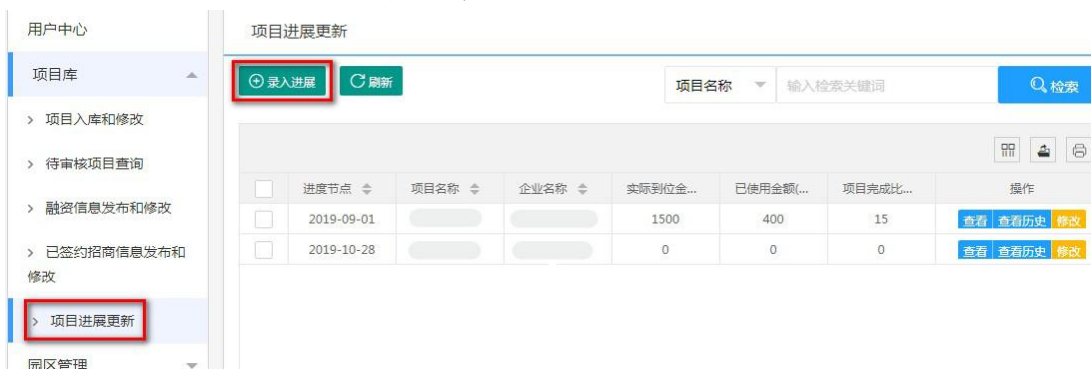 用户中心
项目进展更新
项目库
录入进展
刷新
项目名称
输入检索关键词
检索
> 项目入库和修改
> 待审核项目查询
进度节点 项目名称 企业名称 实际到位金... 已使用金额(... 项目完成比... 操作
> 融资信息发布和修改
2019-09-01 1500 400 15 查看 查看历史 修改
> 已签约招商信息发布和
修改
2019-10-28 0 0 0 查看 查看历史 修改
> 项目进展更新
园区管理